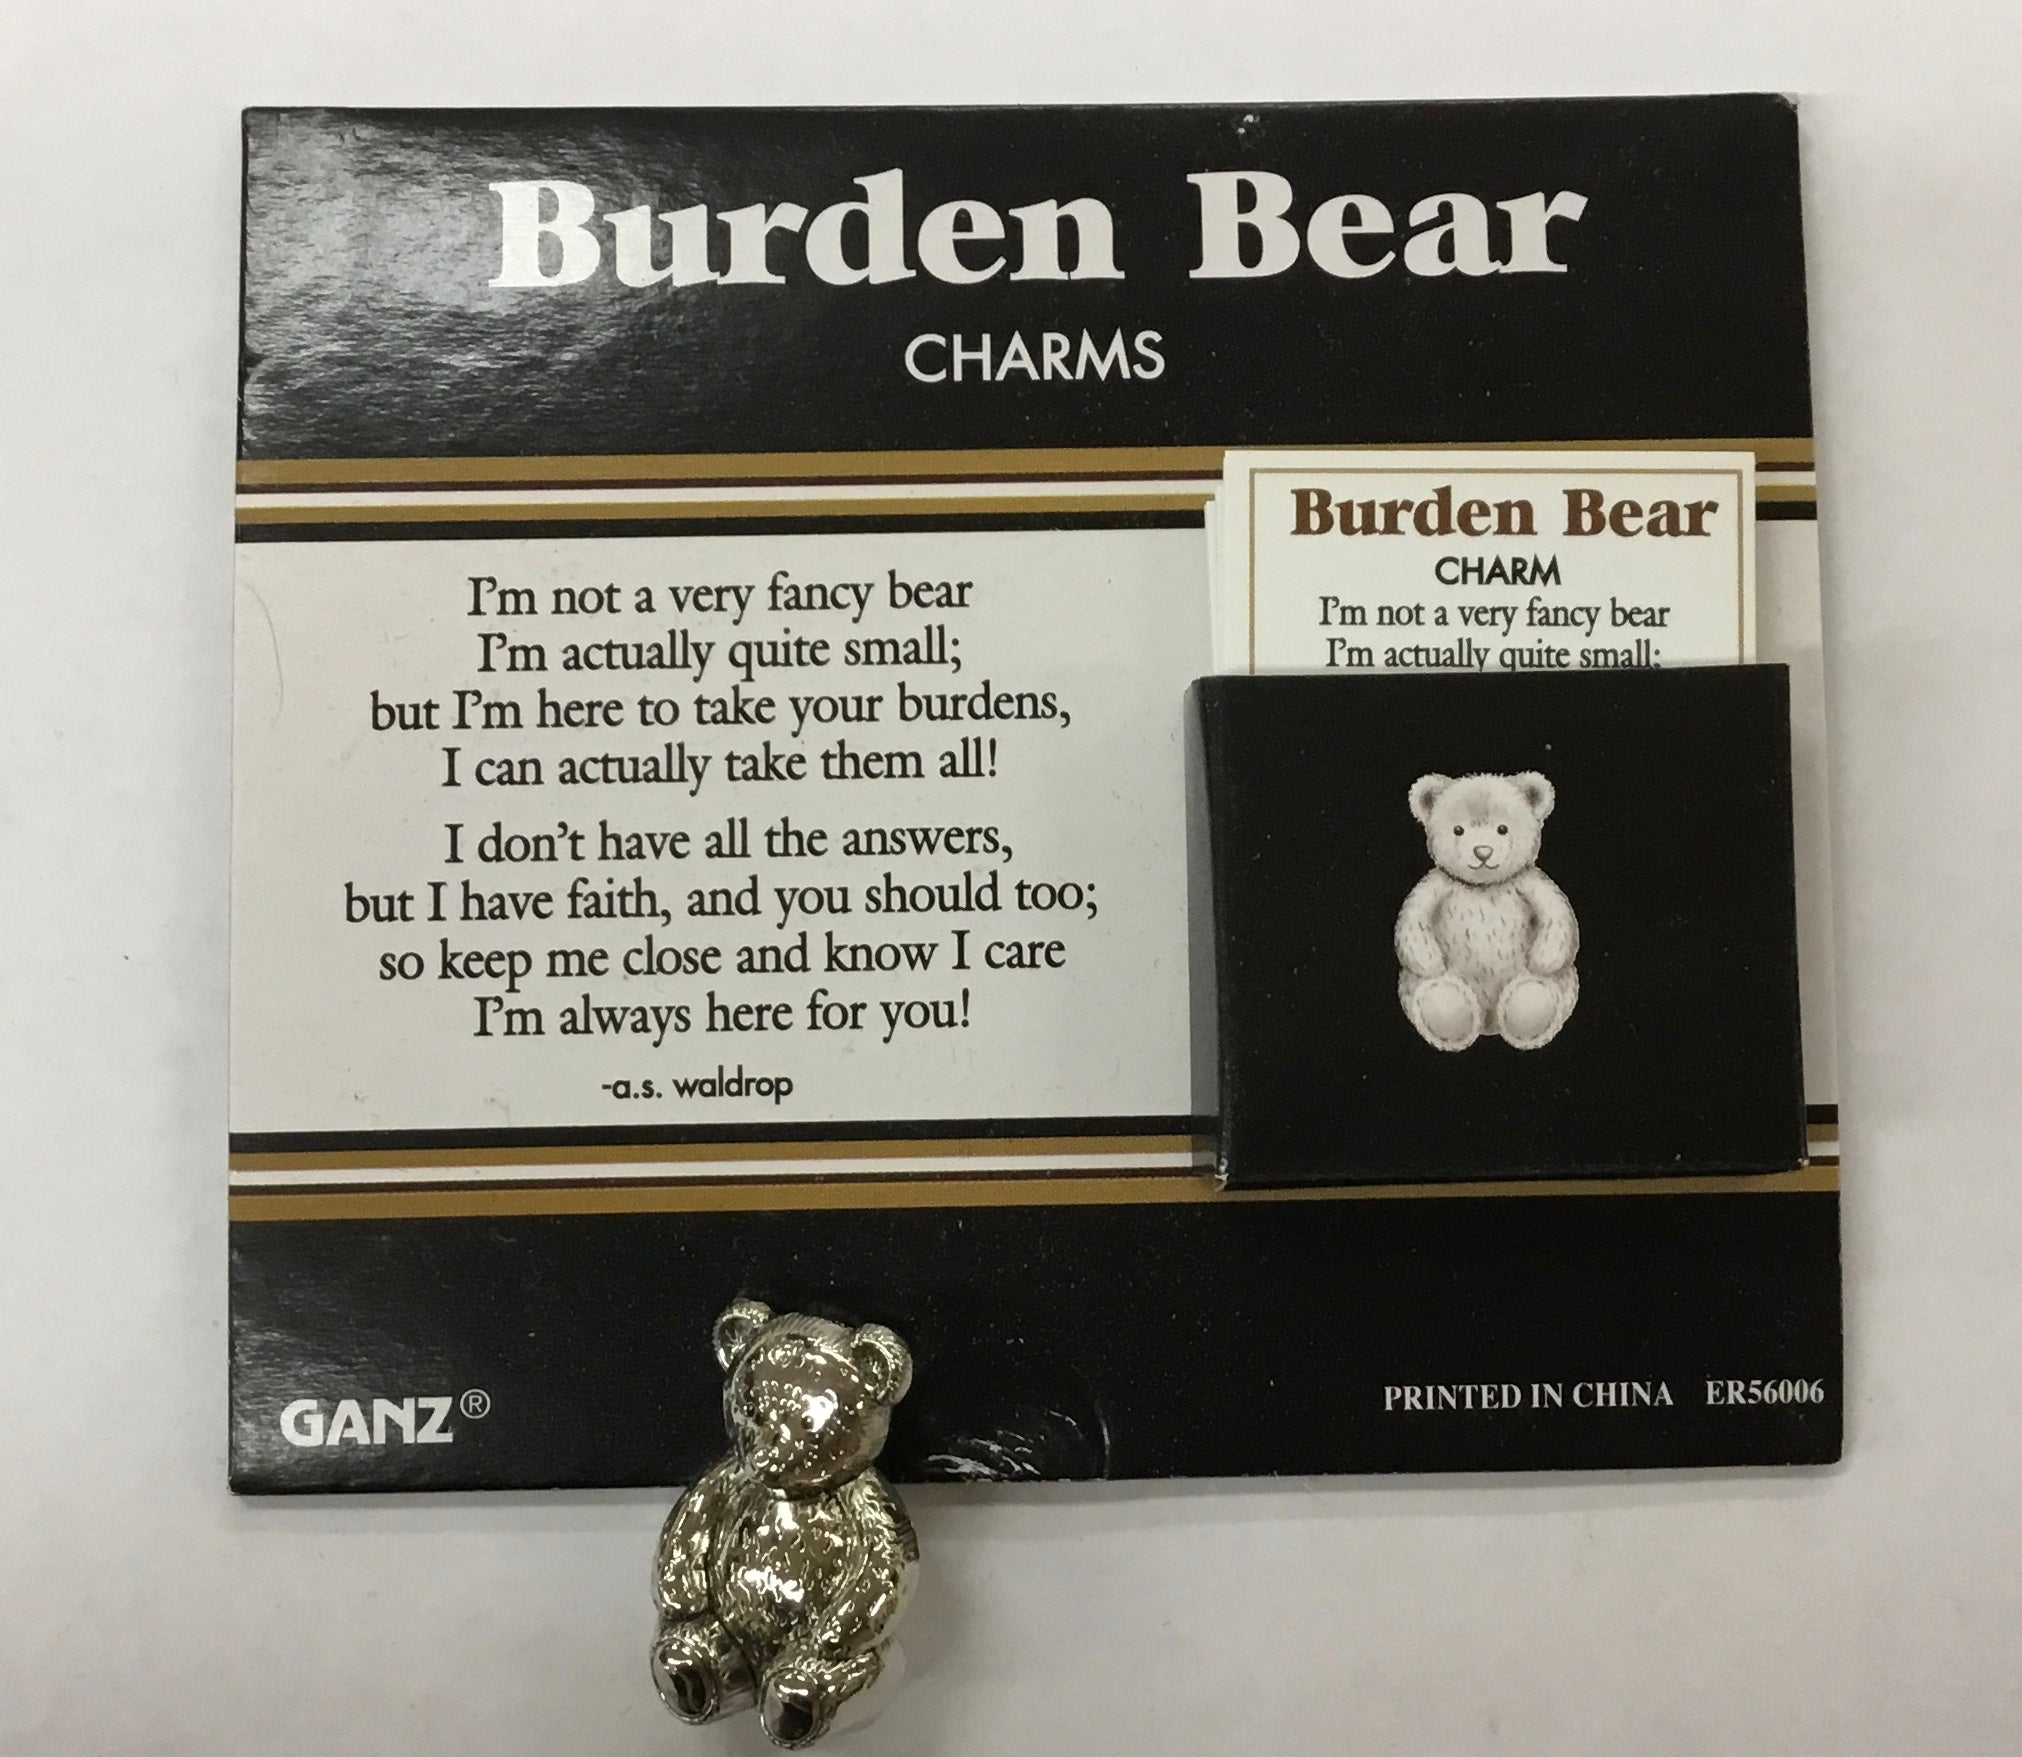 Burden Bear
CHARMS
I'm not a very fancy bear
I'm actually quite small;
but I'm here to take your burdens,
I can actually take them all!
I don't have all the answers,
but I have faith, and you should too;
so keep me close and know I care
I'm always here for you!
-a.s. waldrop
Burden Bear
CHARM
I'm not a very fancy bear
I'm actually quite small;
GANZ®
PRINTED IN CHINA ER56006